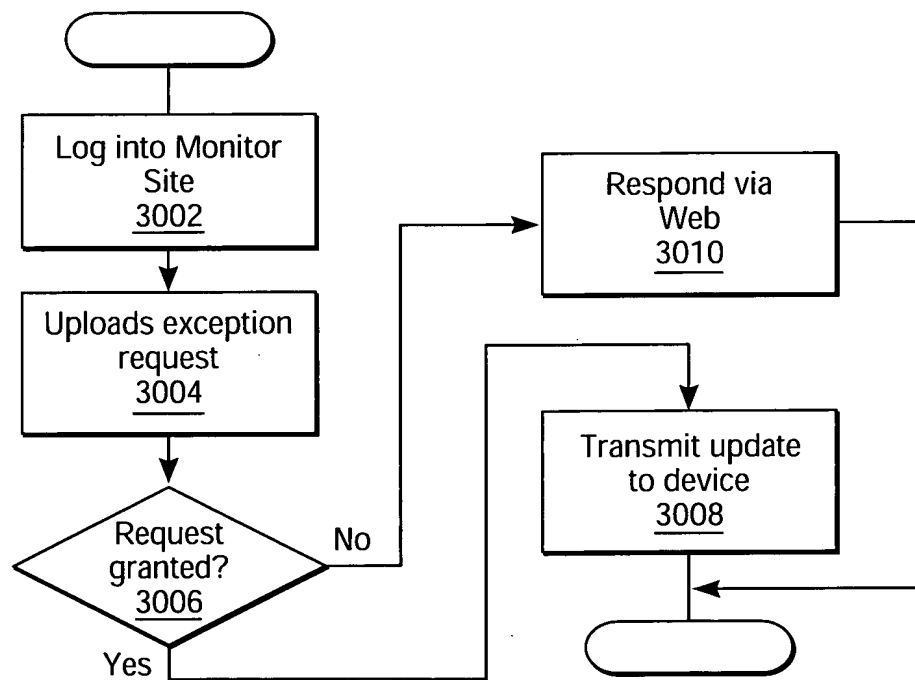 Log into Monitor
Site
3002
Uploads exception
request
3004
Request
granted?
3006
No
Yes
Respond via
Web
3010
Transmit update
to device
3008